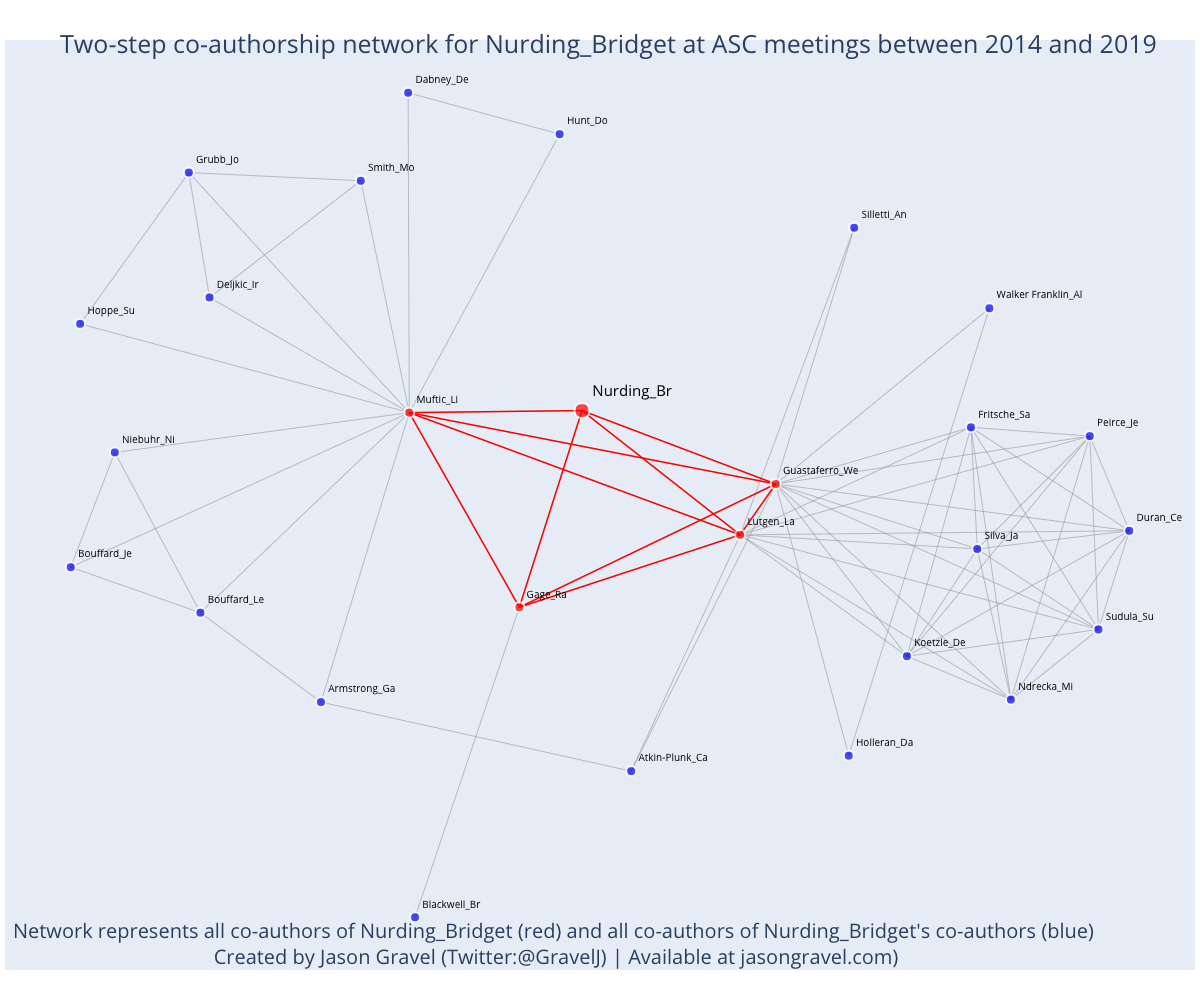 Two-step co-authorship network for Nurding_Bridget at ASC meetings between 2014 and 2019
Dabney_De
Hunt_Do
Grubb_Jo
Smith_Mo
Silletti_An
Deljkic_Ir
Walker Franklin_Al
Hoppe_Su
Nurding_Br
Muftic_Li
Fritsche_Sa
Peirce_Je
Niebuhr_Ni
Guastaferro_We
Duran_Ce
Lutgen_La
Silva_Ja
Bouffard_Je
Gage_Ra
Bouffard_Le
Sudula_Su
Koetzle_De
Armstrong_Ga
Ndrecka_Mi
Holleran_Da
Atkin-Plunk_Ca
Blackwell_Br
Network represents all co-authors of Nurding_Bridget (red) and all co-authors of Nurding_Bridget's co-authors (blue)
Created by Jason Gravel (Twitter:@GravelJ) | Available at jasongravel.com)